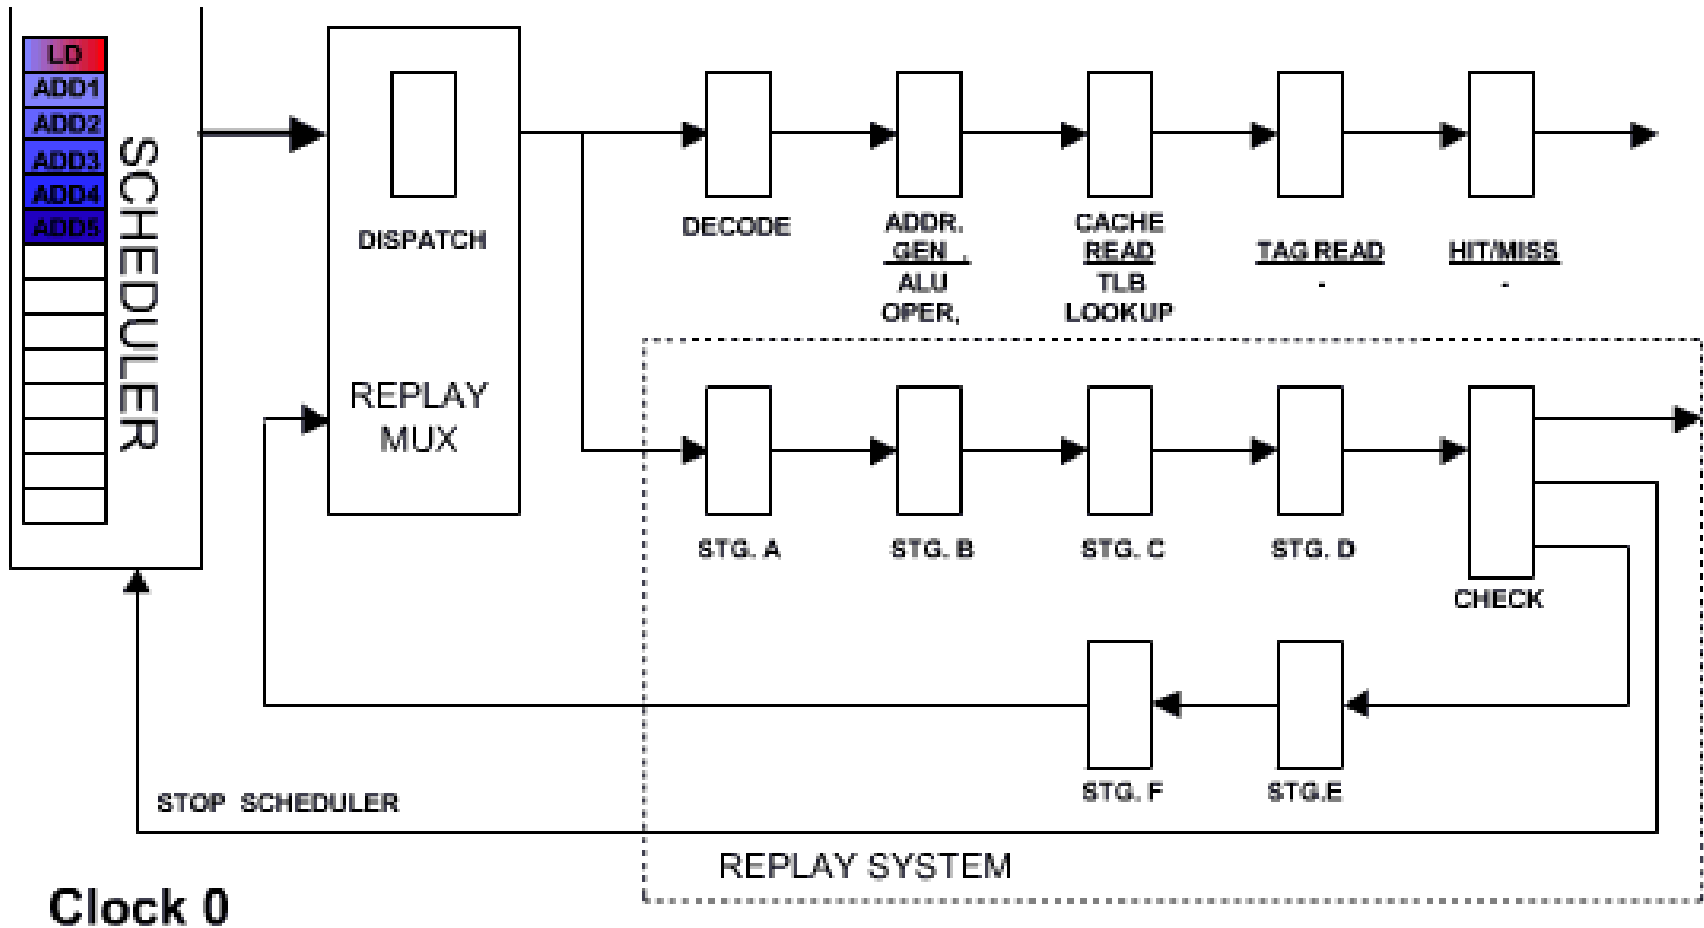 LD
ADD1
ADD2
ADD3
ADD4
ADD5
SCHEDULER
DISPATCH
REPLAY
MUX
DECODE
ADDR.
GEN .
ALU
OPER,
CACHE
READ
TLB
LOOKUP
TAG READ
-
HIT/MISS
-
STG. A
STG. B
STG. C
STG. D
CHECK
STG. F
STG.E
STOP SCHEDULER
REPLAY SYSTEM
Clock 0